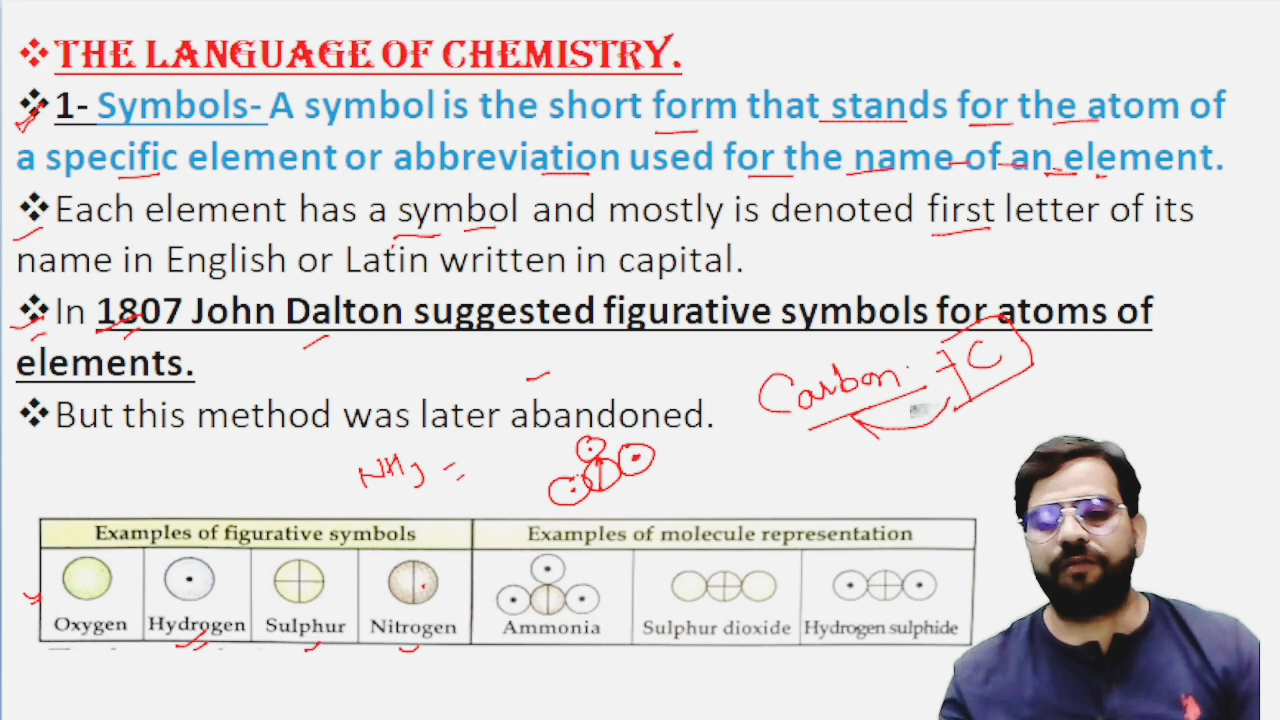 ❖THE LANGUAGE OF CHEMISTRY.
❖1- Symbols- A symbol is the short form that stands for the atom of
a specific element or abbreviation used for the name of an element.
❖Each element has a symbol and mostly is denoted first letter of its
name in English or Latin written in capital.
❖In 1807 John Dalton suggested figurative symbols for atoms of
elements.
Carbon. C
❖But this method was later abandoned.
NH3 =
Examples of figurative symbols Examples of molecule representation
Oxygen Hydrogen Sulphur Nitrogen Ammonia Sulphur dioxide Hydrogen sulphide